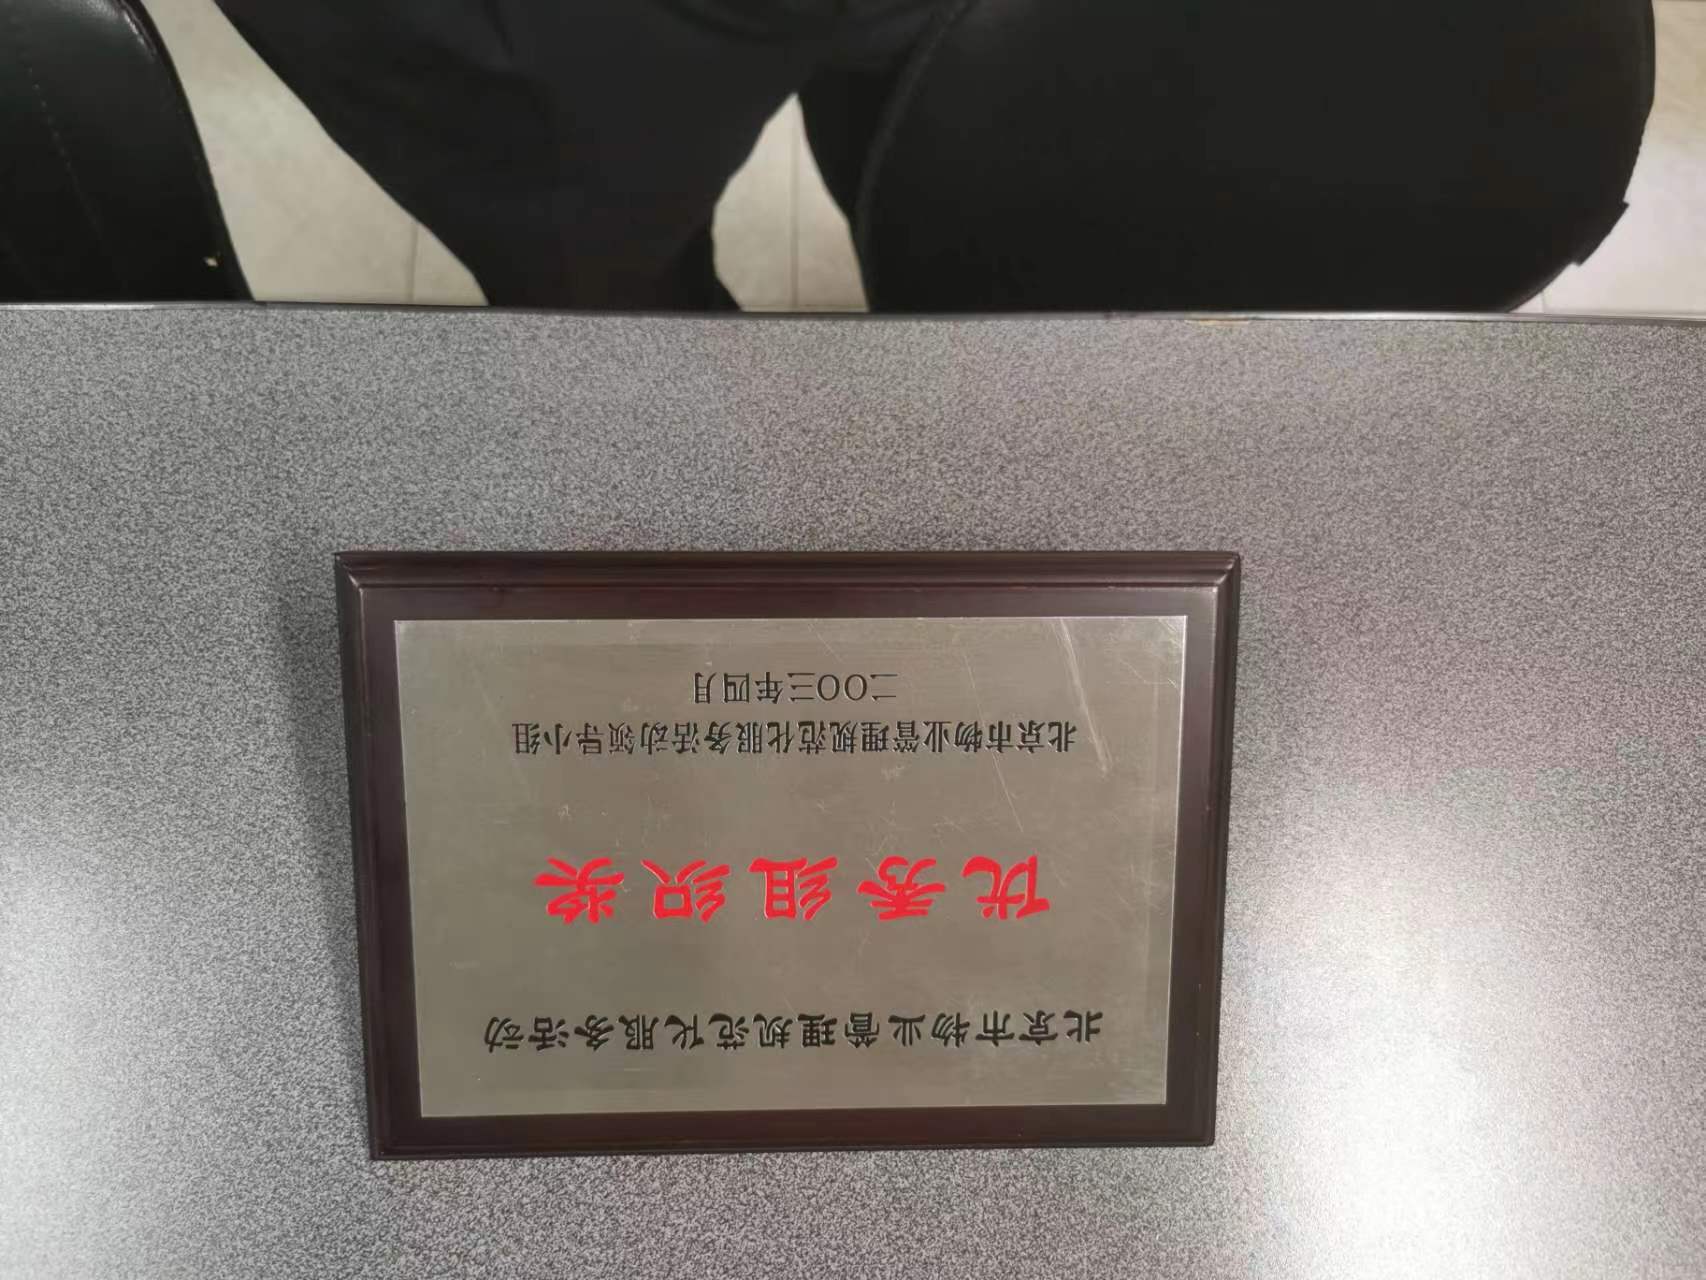 北京市物业管理规范化服务活动
优秀组织奖
北京市物业管理规范化服务活动领导小组
二〇〇三年四月